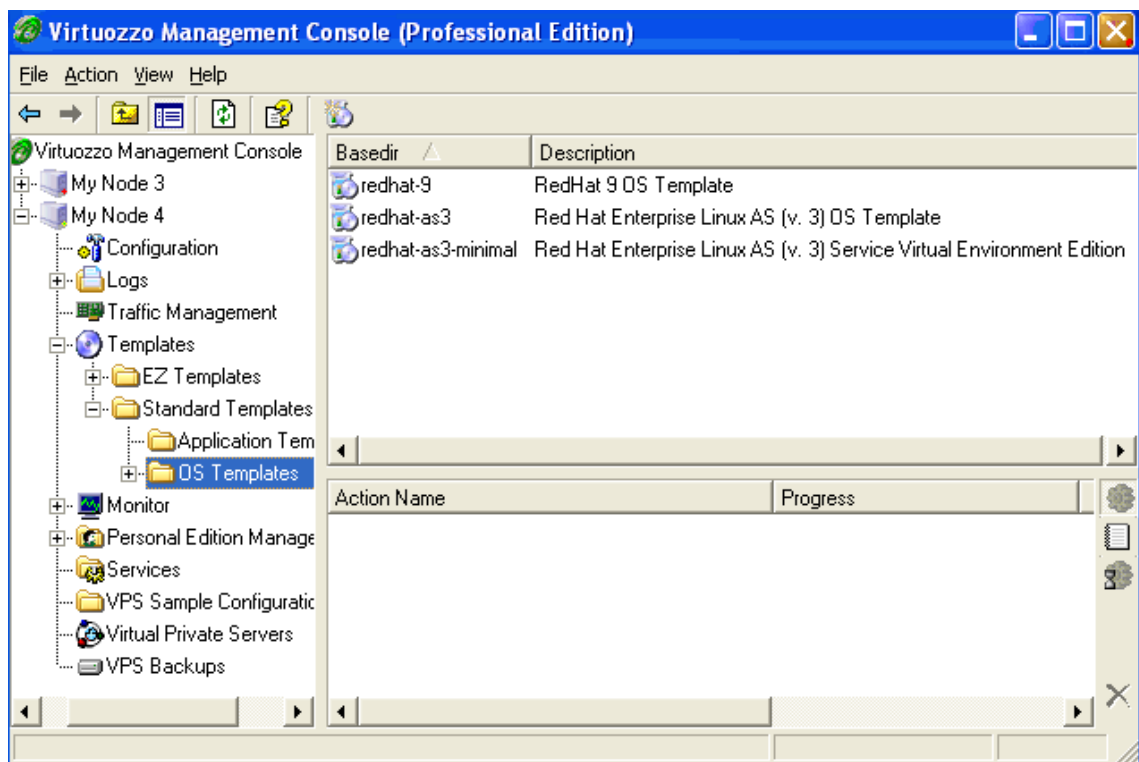 Virtuozzo Management Console (Professional Edition)
File Action View Help
Virtuozzo Management Console
My Node 3
My Node 4
Configuration
Logs
Traffic Management
Templates
EZ Templates
Standard Templates
Application Tem
OS Templates
Monitor
Personal Edition Manage
Services
VPS Sample Configuratic
Virtual Private Servers
VPS Backups
Basedir Description
redhat-9 RedHat 9 OS Template
redhat-as3 Red Hat Enterprise Linux AS (v. 3) OS Template
redhat-as3-minimal Red Hat Enterprise Linux AS (v. 3) Service Virtual Environment Edition
Action Name Progress